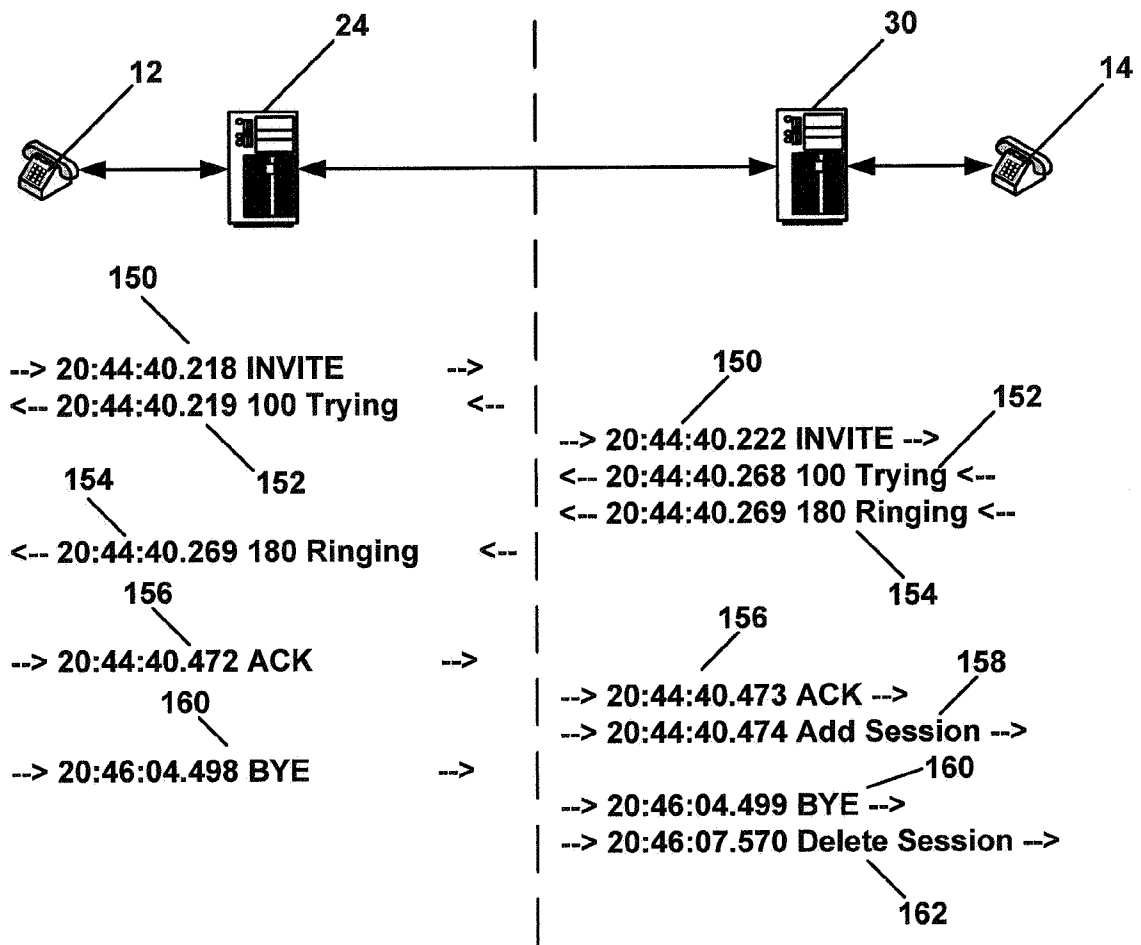 24
30
12
14
150
--> 20:44:40.218 INVITE -->
<-- 20:44:40.219 100 Trying <--
154
152
<-- 20:44:40.269 180 Ringing <--
156
--> 20:44:40.472 ACK -->
160
--> 20:46:04.498 BYE -->
150
152
--> 20:44:40.222 INVITE -->
<-- 20:44:40.268 100 Trying <--
<-- 20:44:40.269 180 Ringing <--
154
156
158
--> 20:44:40.473 ACK -->
--> 20:44:40.474 Add Session -->
160
--> 20:46:04.499 BYE -->
--> 20:46:07.570 Delete Session -->
162